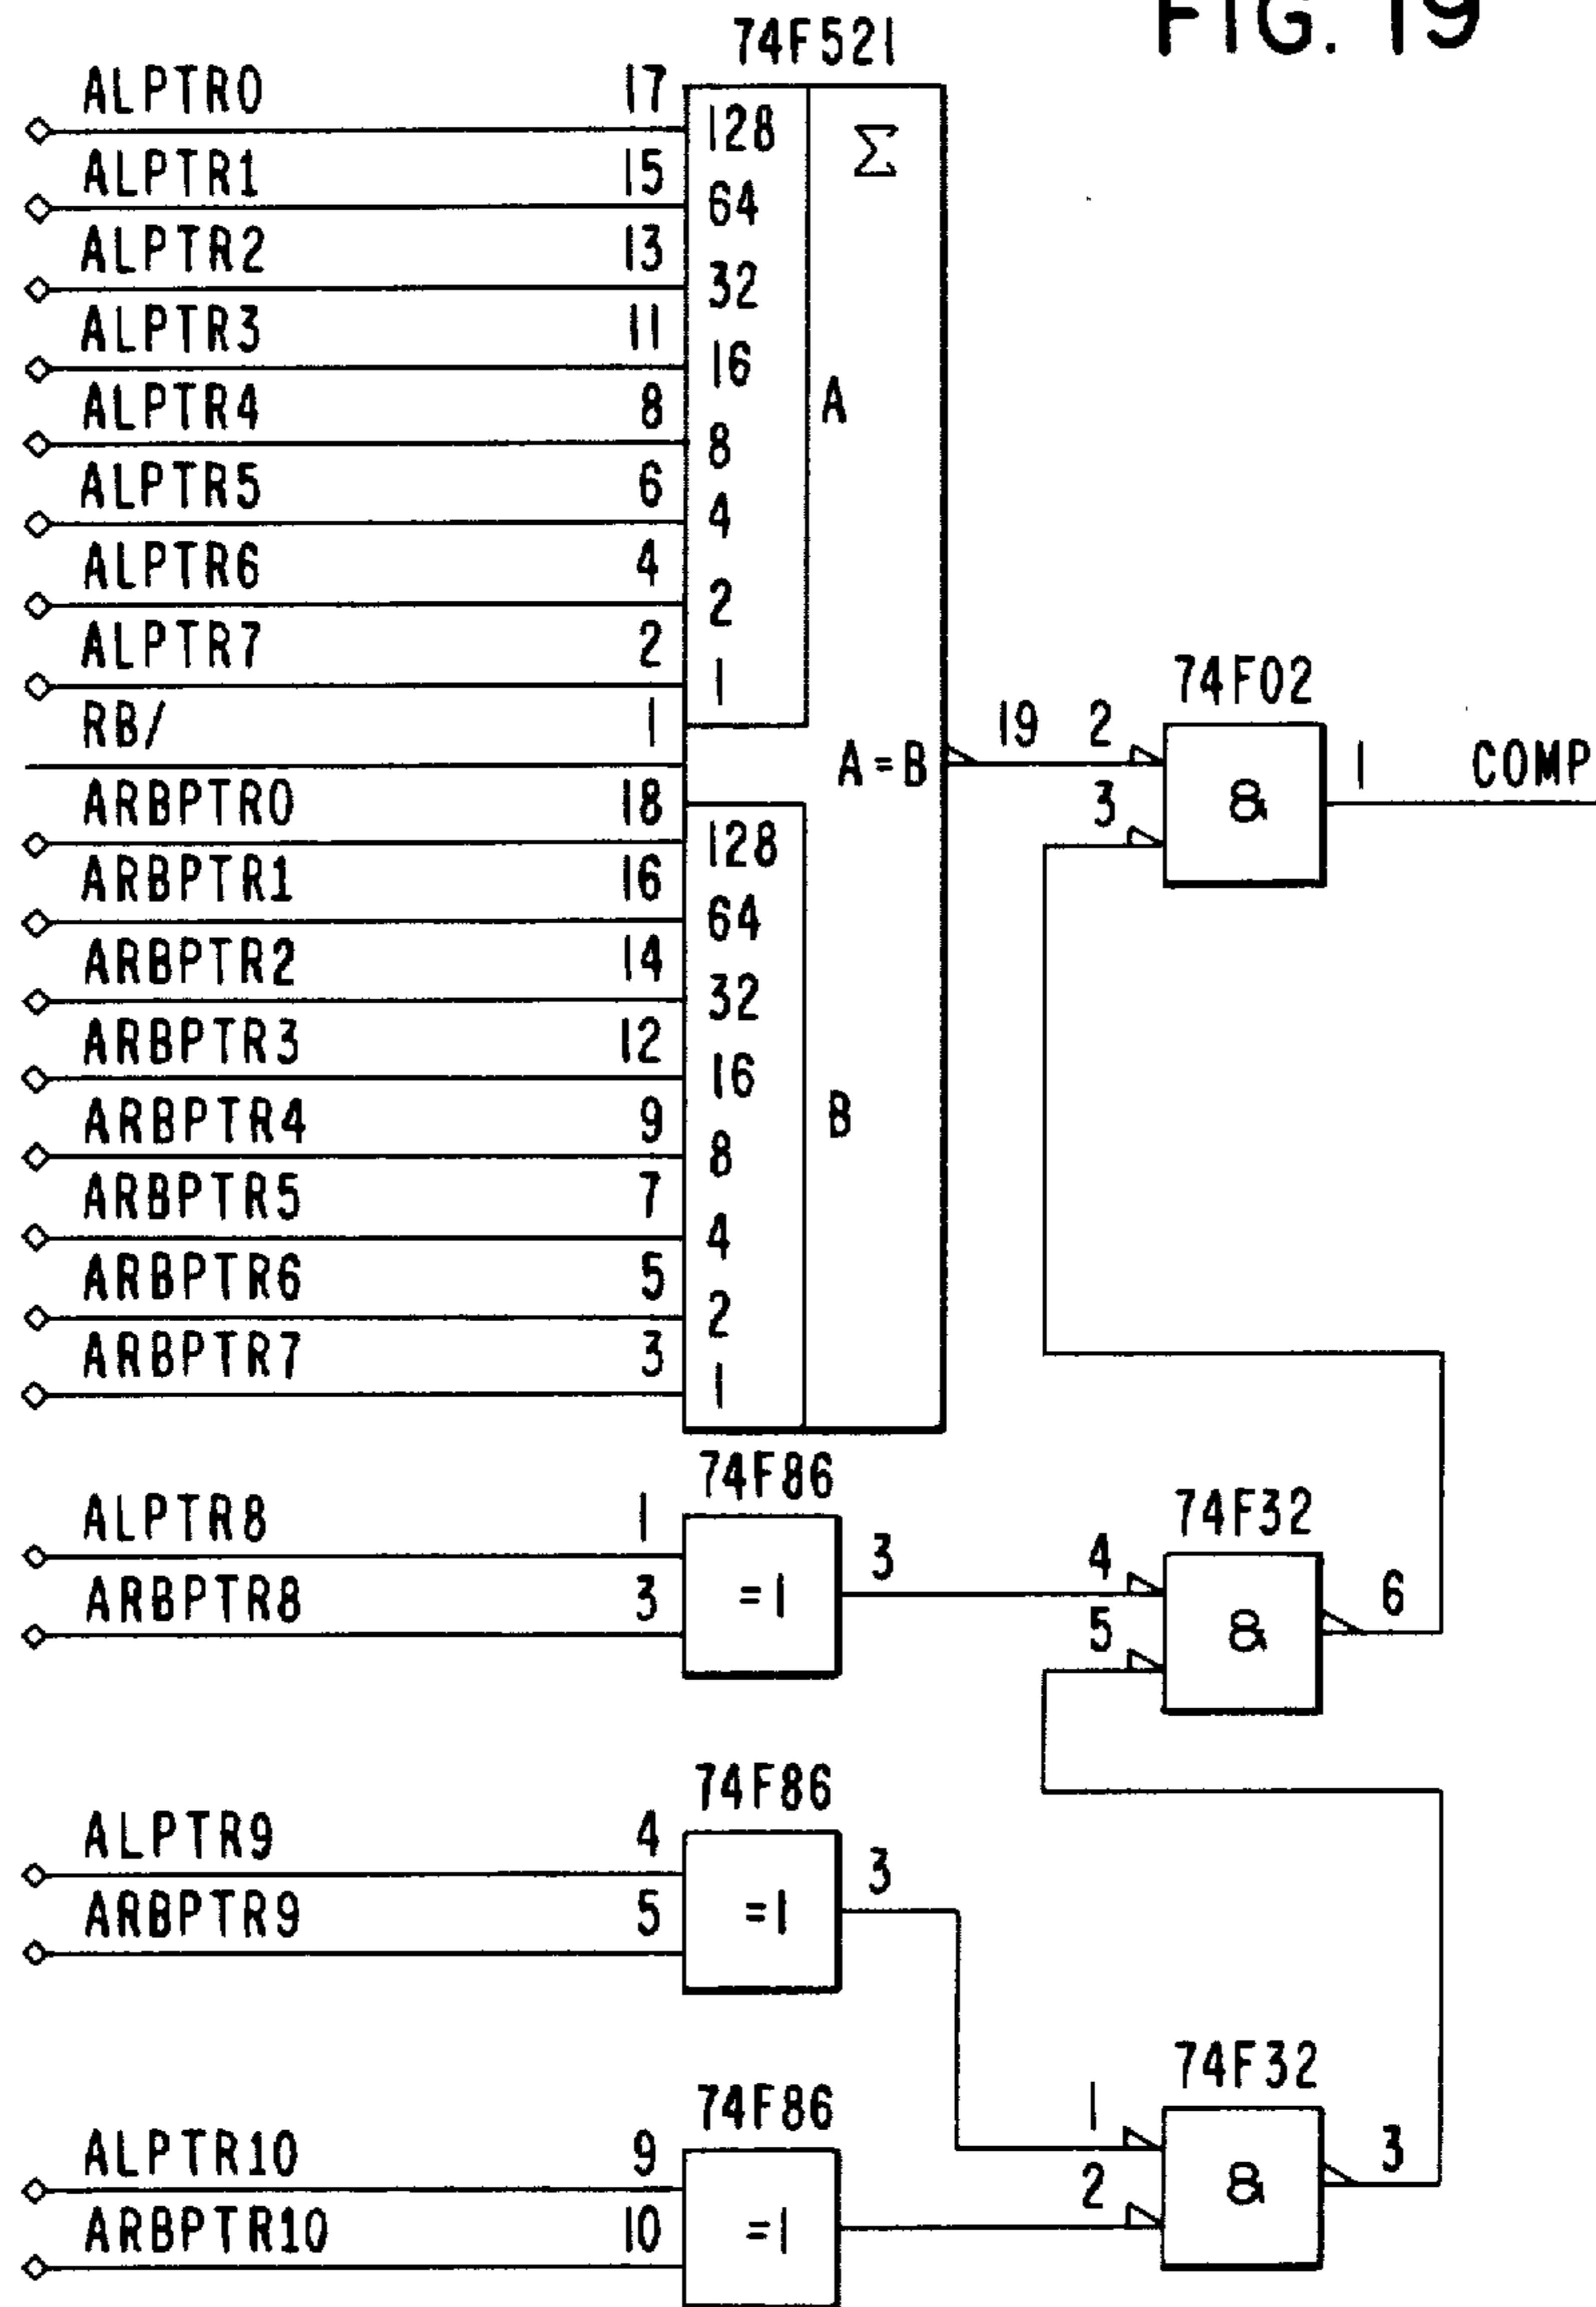 FIG. 19
74F521
ALPTR0 17 128 Σ
ALPTR1 15 64
ALPTR2 13 32
ALPTR3 11 16
A
ALPTR4 8 8
ALPTR5 6 4
ALPTR6 4 2
ALPTR7 2 1
RB/ 1
A=B 19
74F02
2 3 & 1 COMP
ARBPTR0 18 128
ARBPTR1 16 64
ARBPTR2 14 32
ARBPTR3 12 16
B
ARBPTR4 9 8
ARBPTR5 7 4
ARBPTR6 5 2
ARBPTR7 3 1
74F86
ALPTR8 1
ARBPTR8 3
=1 3
74F32
4 5 & 6
74F86
ALPTR9 4
ARBPTR9 5
=1 3
74F86
ALPTR10 9
ARBPTR10 10
=1
74F32
1 2 & 3